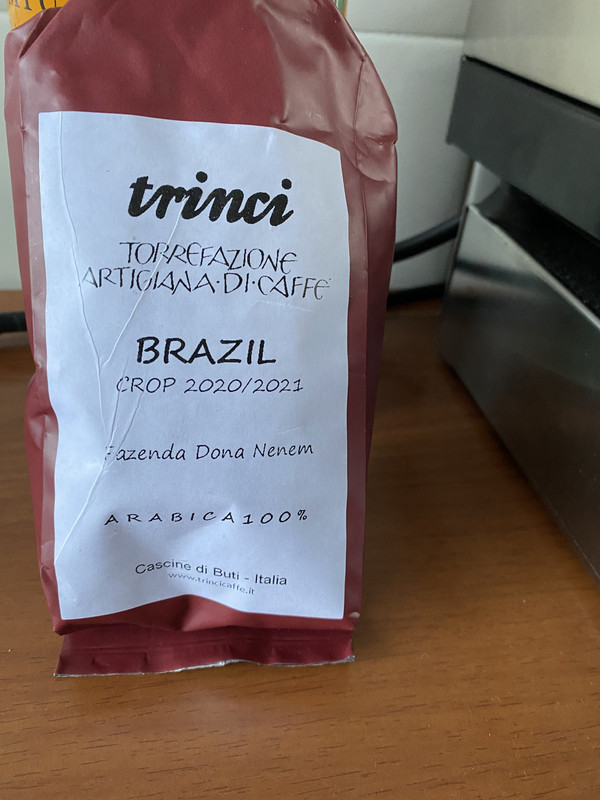 trinci
TORREFAZIONE
ARTIGIANA·DI·CAFFE'
BRAZIL
CROP 2020/2021
Fazenda Dona Nenem
ARABICA100%
Cascine di Buti - Italia
www.trincicaffe.it